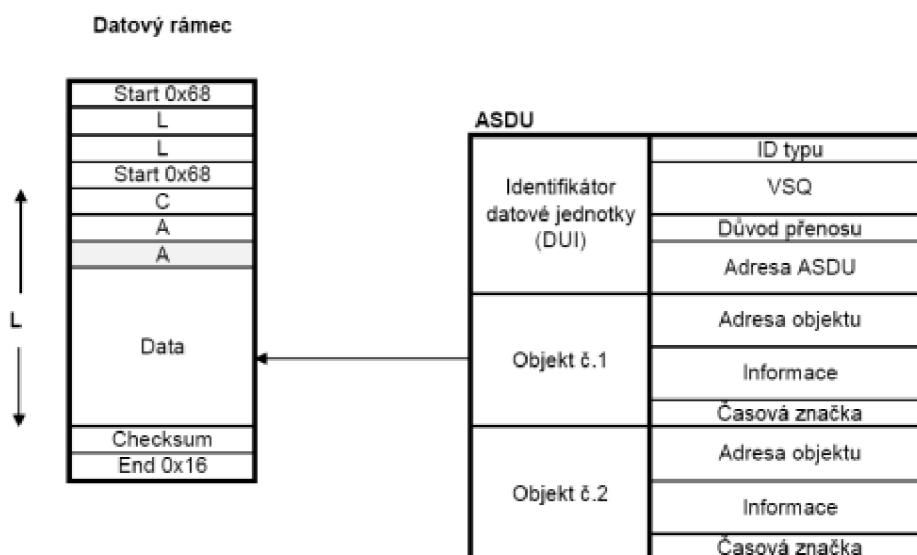 Datový rámec
Start 0x68
L
L
Start 0x68
C
A
A
L
Data
Checksum
End 0x16
ASDU
Identifikátor
datové jednotky
(DUI)
ID typu
VSQ
Důvod přenosu
Adresa ASDU
Objekt č.1
Adresa objektu
Informace
Časová značka
Objekt č.2
Adresa objektu
Informace
Časová značka